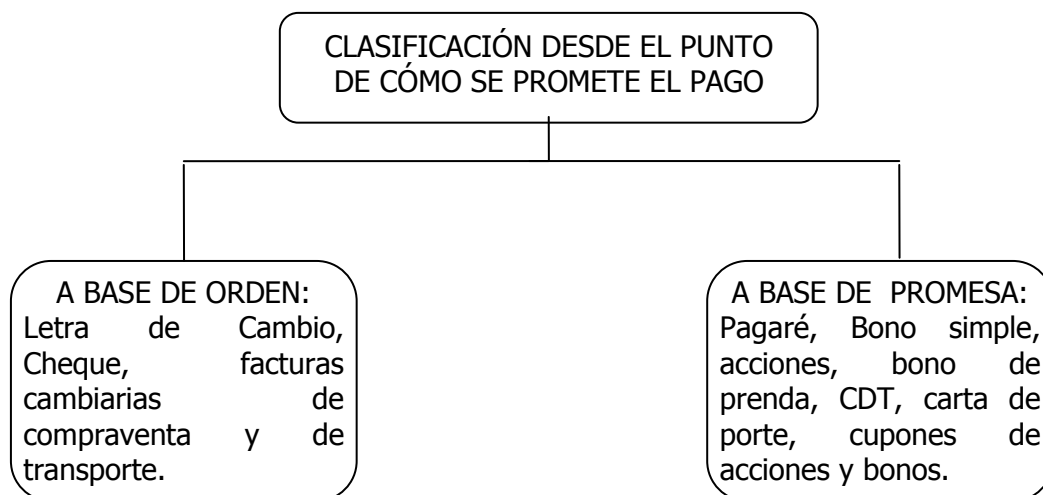 CLASIFICACIÓN DESDE EL PUNTO
DE CÓMO SE PROMETE EL PAGO
A BASE DE ORDEN:
Letra de Cambio,
Cheque, facturas
cambiarias de
compraventa y de
transporte.
A BASE DE PROMESA:
Pagaré, Bono simple,
acciones, bono de
prenda, CDT, carta de
porte, cupones de
acciones y bonos.